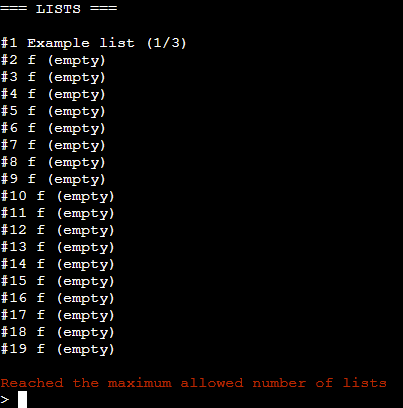 === LISTS ===
#1 Example list (1/3)
#2 f (empty)
#3 f (empty)
#4 f (empty)
#5 f (empty)
#6 f (empty)
#7 f (empty)
#8 f (empty)
#9 f (empty)
#10 f (empty)
#11 f (empty)
#12 f (empty)
#13 f (empty)
#14 f (empty)
#15 f (empty)
#16 f (empty)
#17 f (empty)
#18 f (empty)
#19 f (empty)
Reached the maximum allowed number of lists
>